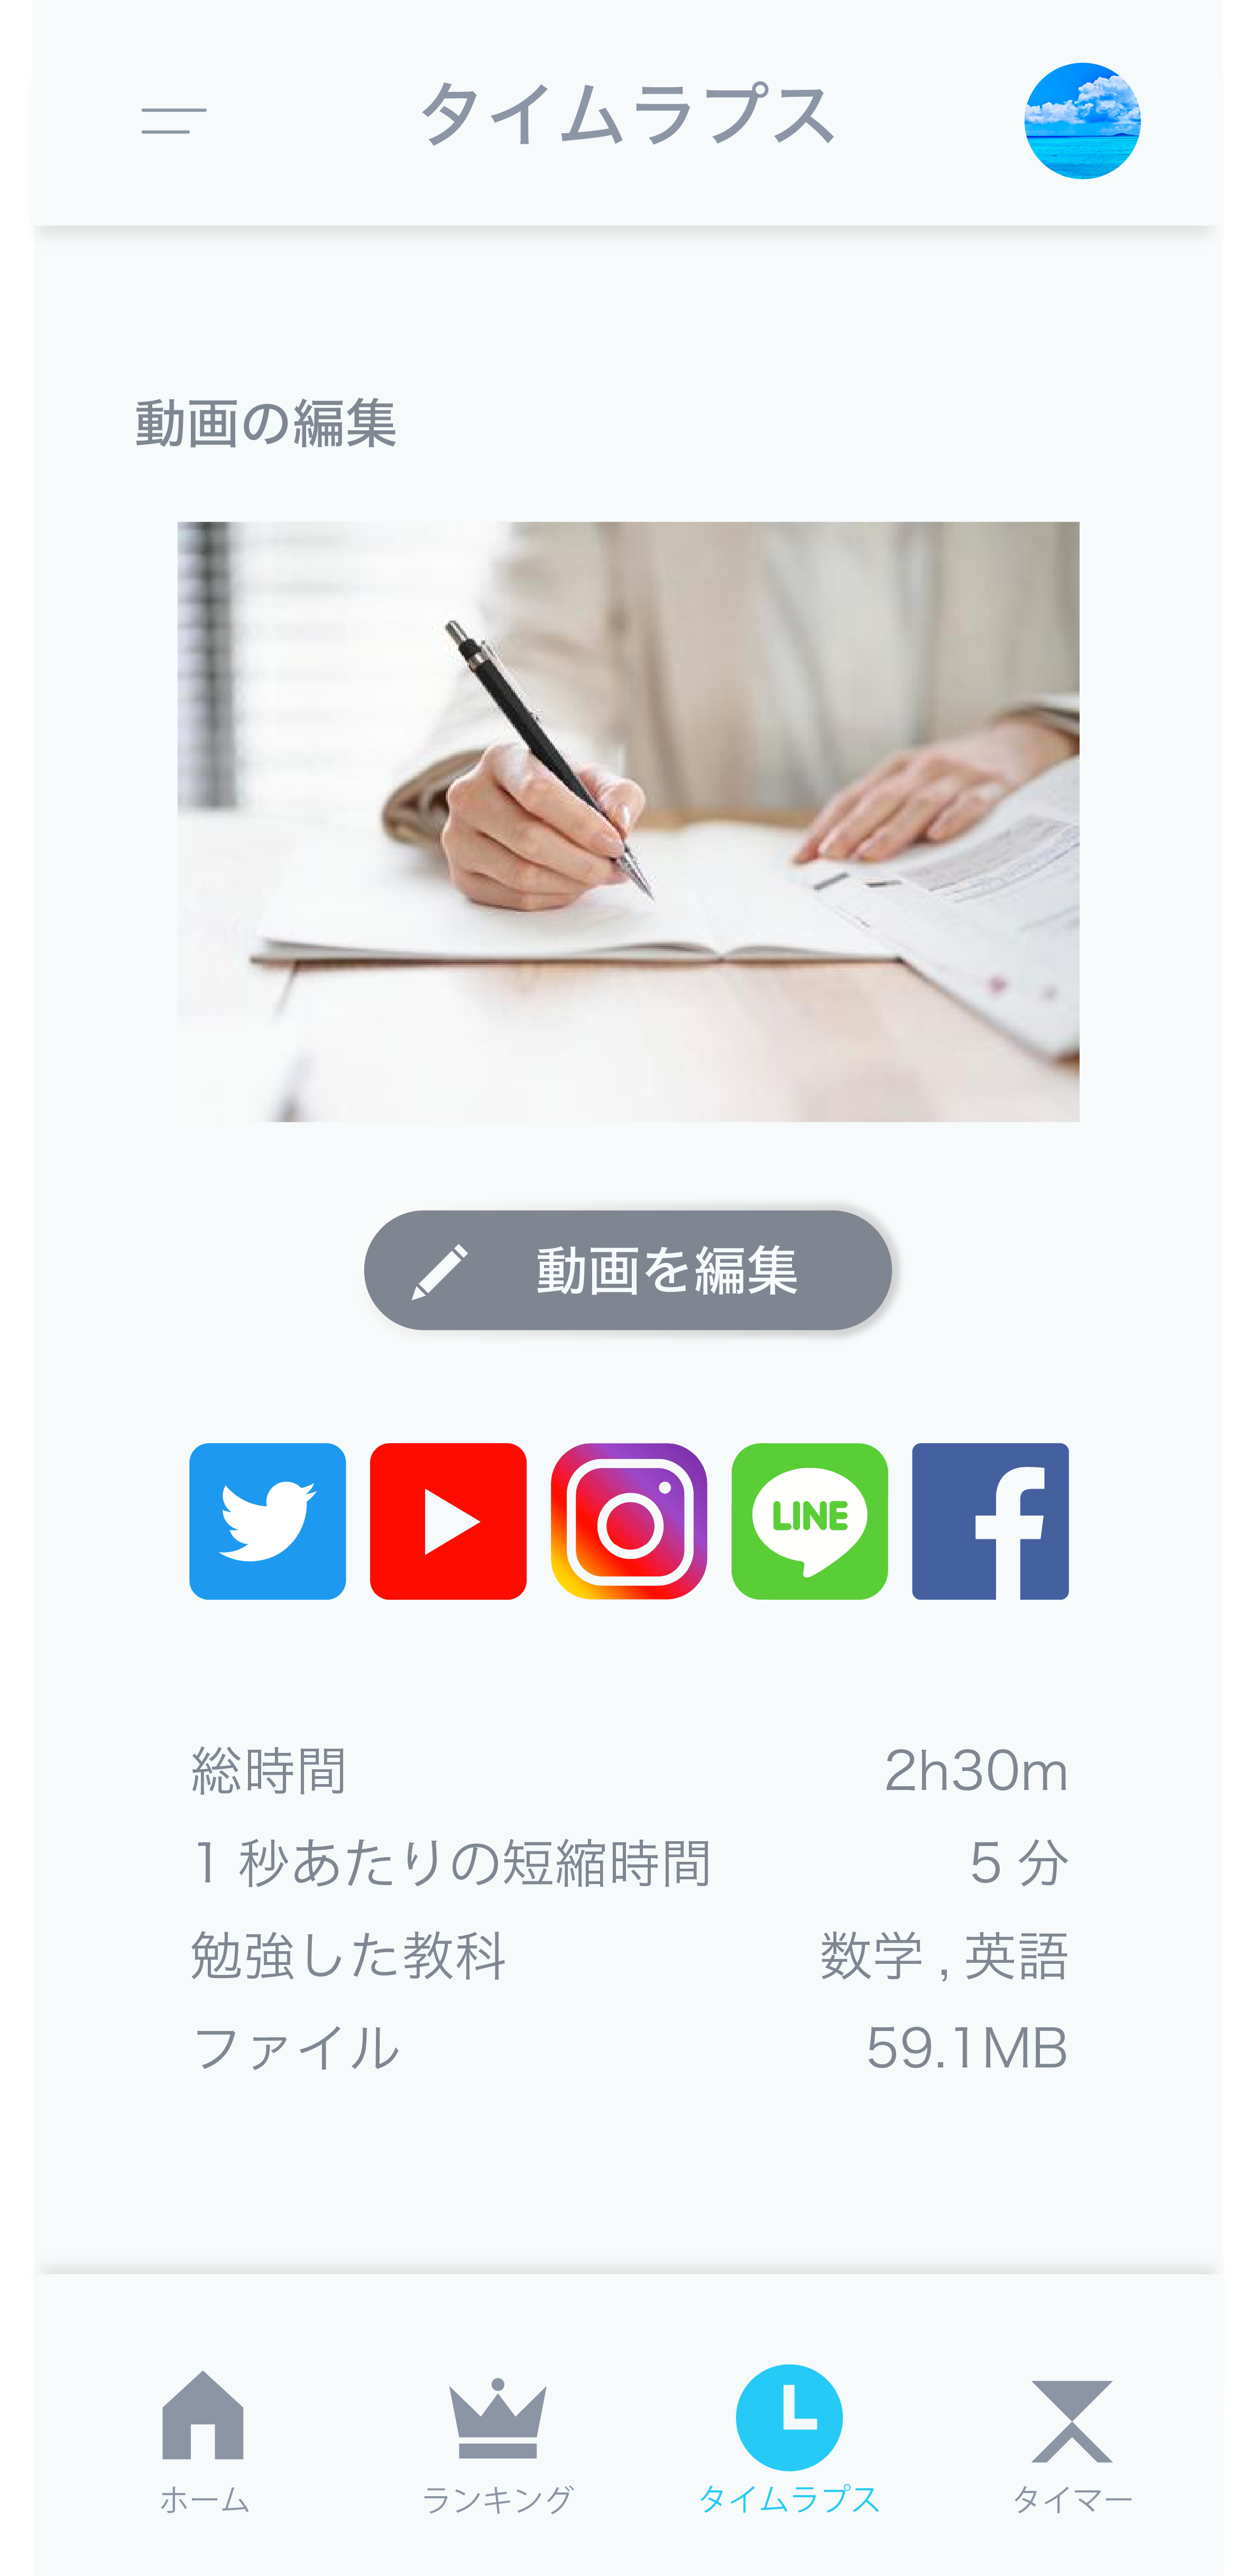 タイムラプス
動画の編集
動画を編集
LINE
総時間 2h30m
1 秒あたりの短縮時間 5 分
勉強した教科 数学 , 英語
ファイル 59.1MB
ホーム ランキング タイムラプス タイマー